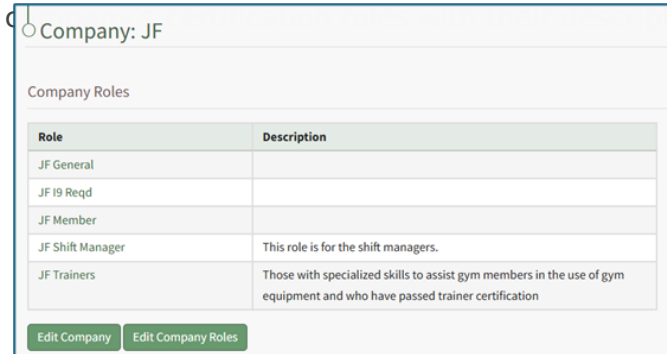 Company: JF
Company Roles
Role Description
JF General
JF I9 Reqd
JF Member
JF Shift Manager This role is for the shift managers.
JF Trainers Those with specialized skills to assist gym members in the use of gym
equipment and who have passed trainer certification
Edit Company Edit Company Roles